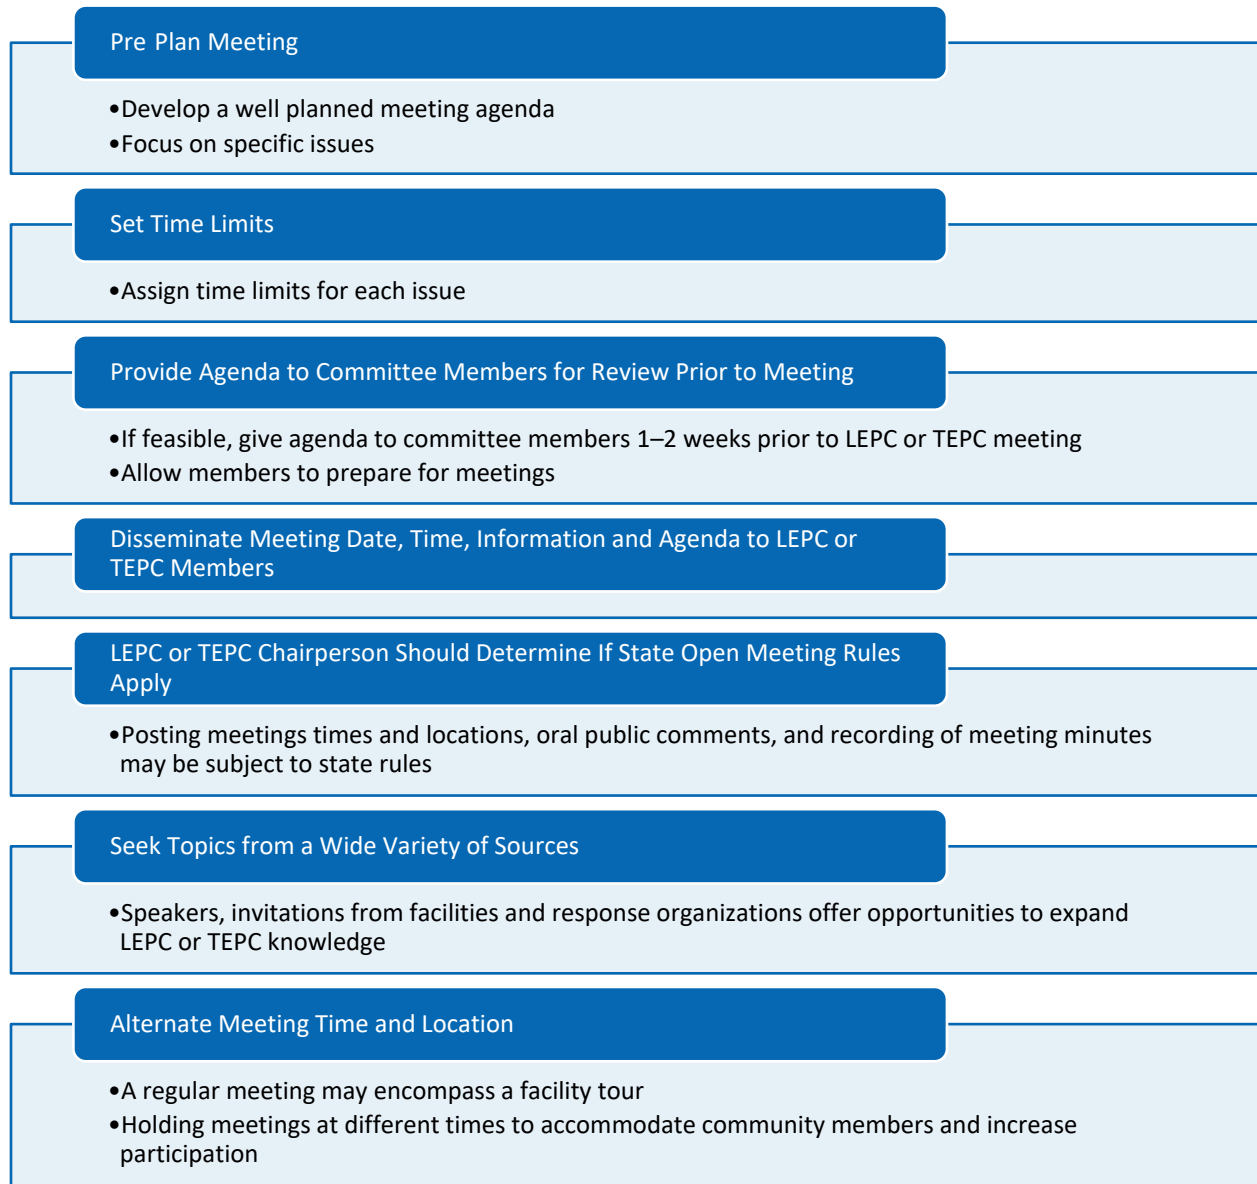 Pre Plan Meeting
•Develop a well planned meeting agenda
•Focus on specific issues
Set Time Limits
•Assign time limits for each issue
Provide Agenda to Committee Members for Review Prior to Meeting
•If feasible, give agenda to committee members 1–2 weeks prior to LEPC or TEPC meeting
•Allow members to prepare for meetings
Disseminate Meeting Date, Time, Information and Agenda to LEPC or
TEPC Members
LEPC or TEPC Chairperson Should Determine If State Open Meeting Rules
Apply
•Posting meetings times and locations, oral public comments, and recording of meeting minutes
may be subject to state rules
Seek Topics from a Wide Variety of Sources
•Speakers, invitations from facilities and response organizations offer opportunities to expand
LEPC or TEPC knowledge
Alternate Meeting Time and Location
•A regular meeting may encompass a facility tour
•Holding meetings at different times to accommodate community members and increase
participation